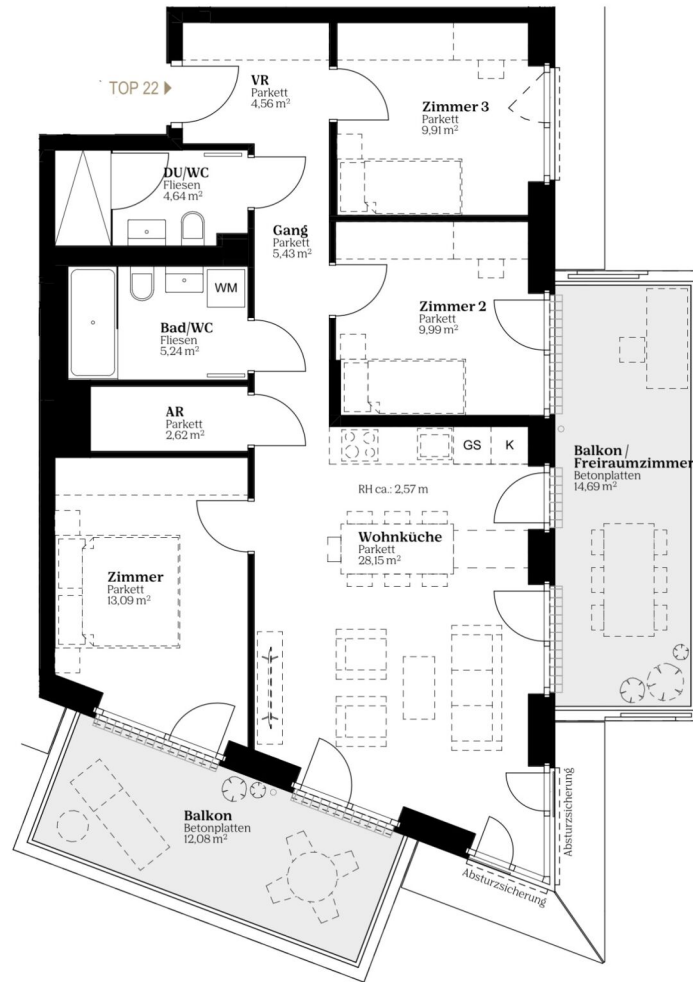 TOP 22
VR
Parkett
4,56 m²
Zimmer 3
Parkett
9,91 m²
DU/WC
Fliesen
4,64 m²
Gang
Parkett
5,43 m²
WM
Bad/WC
Fliesen
5,24 m²
Zimmer 2
Parkett
9,99 m²
AR
Parkett
2,62 m²
GS
K
RH ca.: 2,57 m
Balkon/
Freiraumzimmer
Betonplatten
14,69 m²
Wohnküche
Parkett
28,15 m²
Zimmer
Parkett
13,09 m²
Balkon
Betonplatten
12,08 m²
Absturzsicherung
Absturzsicherung